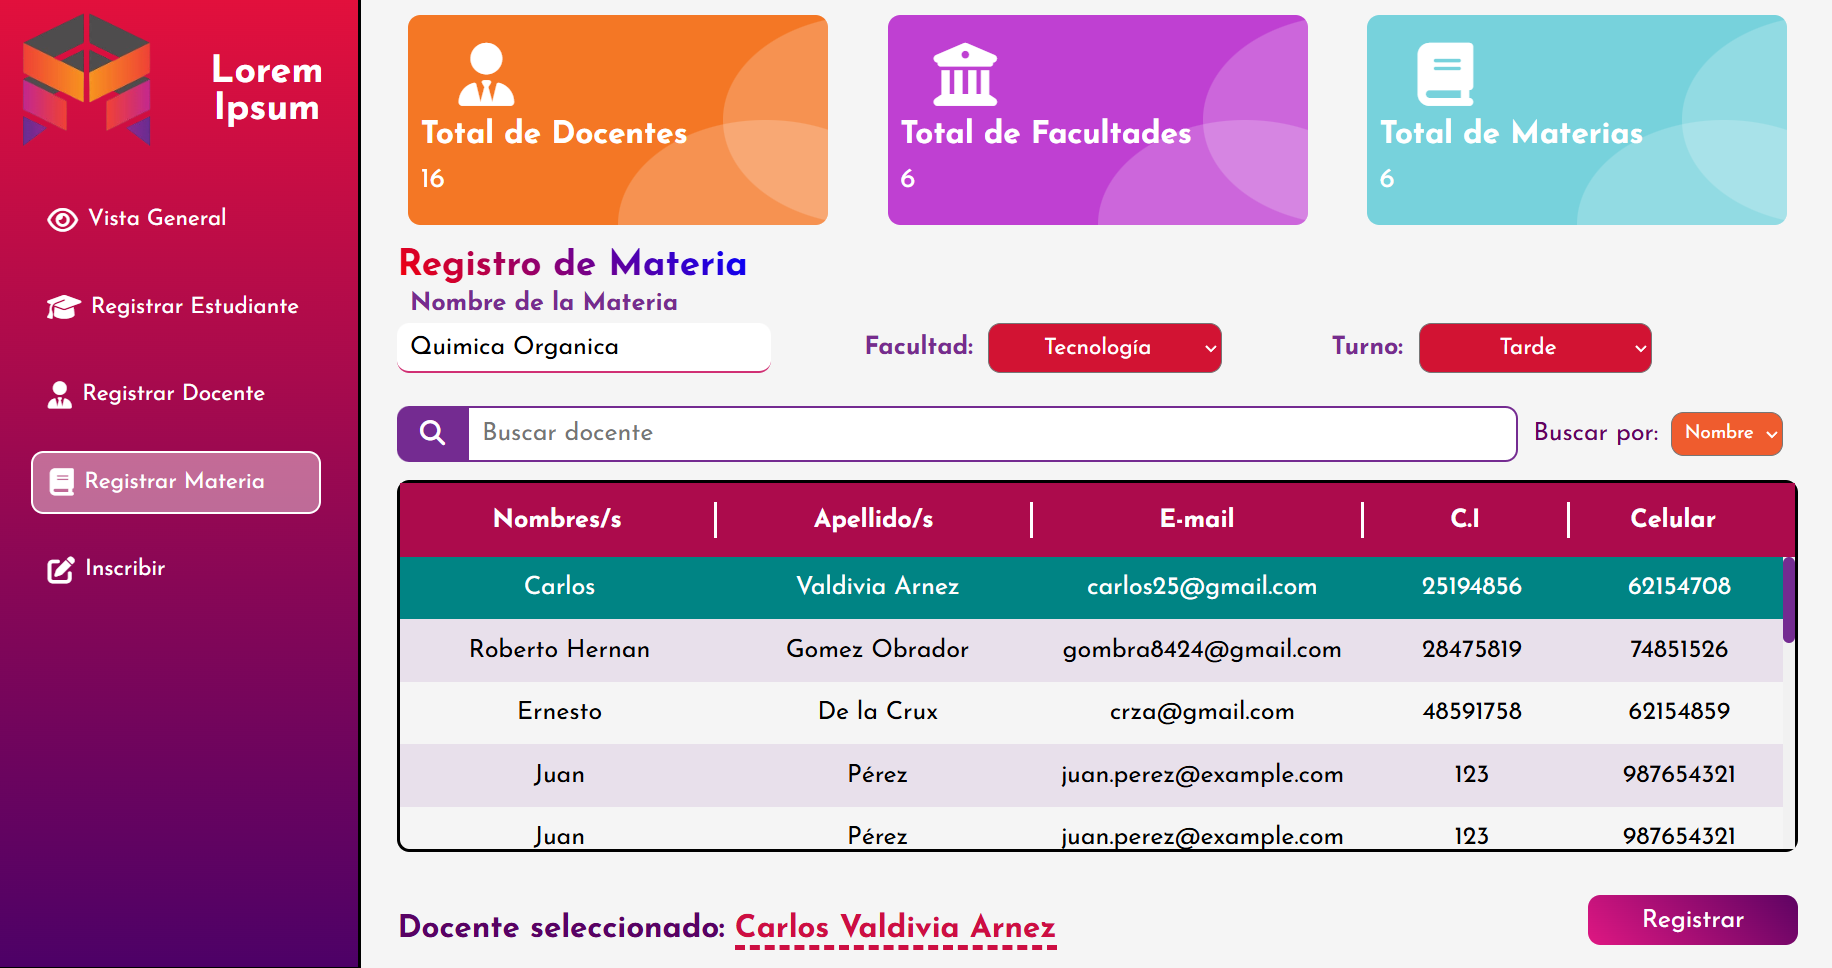 Lorem
Ipsum
Vista General
Registrar Estudiante
Registrar Docente
Registrar Materia
Inscribir
Total de Docentes
16
Total de Facultades
6
Total de Materias
6
Registro de Materia
Nombre de la Materia
Quimica Organica
Facultad: Tecnología
Turno: Tarde
Buscar docente
Buscar por: Nombre
Nombres/s Apellido/s E-mail C.I Celular
Carlos Valdivia Arnez carlos25@gmail.com 25194856 62154708
Roberto Hernan Gomez Obrador gombra8424@gmail.com 28475819 74851526
Ernesto De la Crux crza@gmail.com 48591758 62154859
Juan Pérez juan.perez@example.com 123 987654321
Juan Pérez juan.perez@example.com 123 987654321
Docente seleccionado: Carlos Valdivia Arnez
Registrar